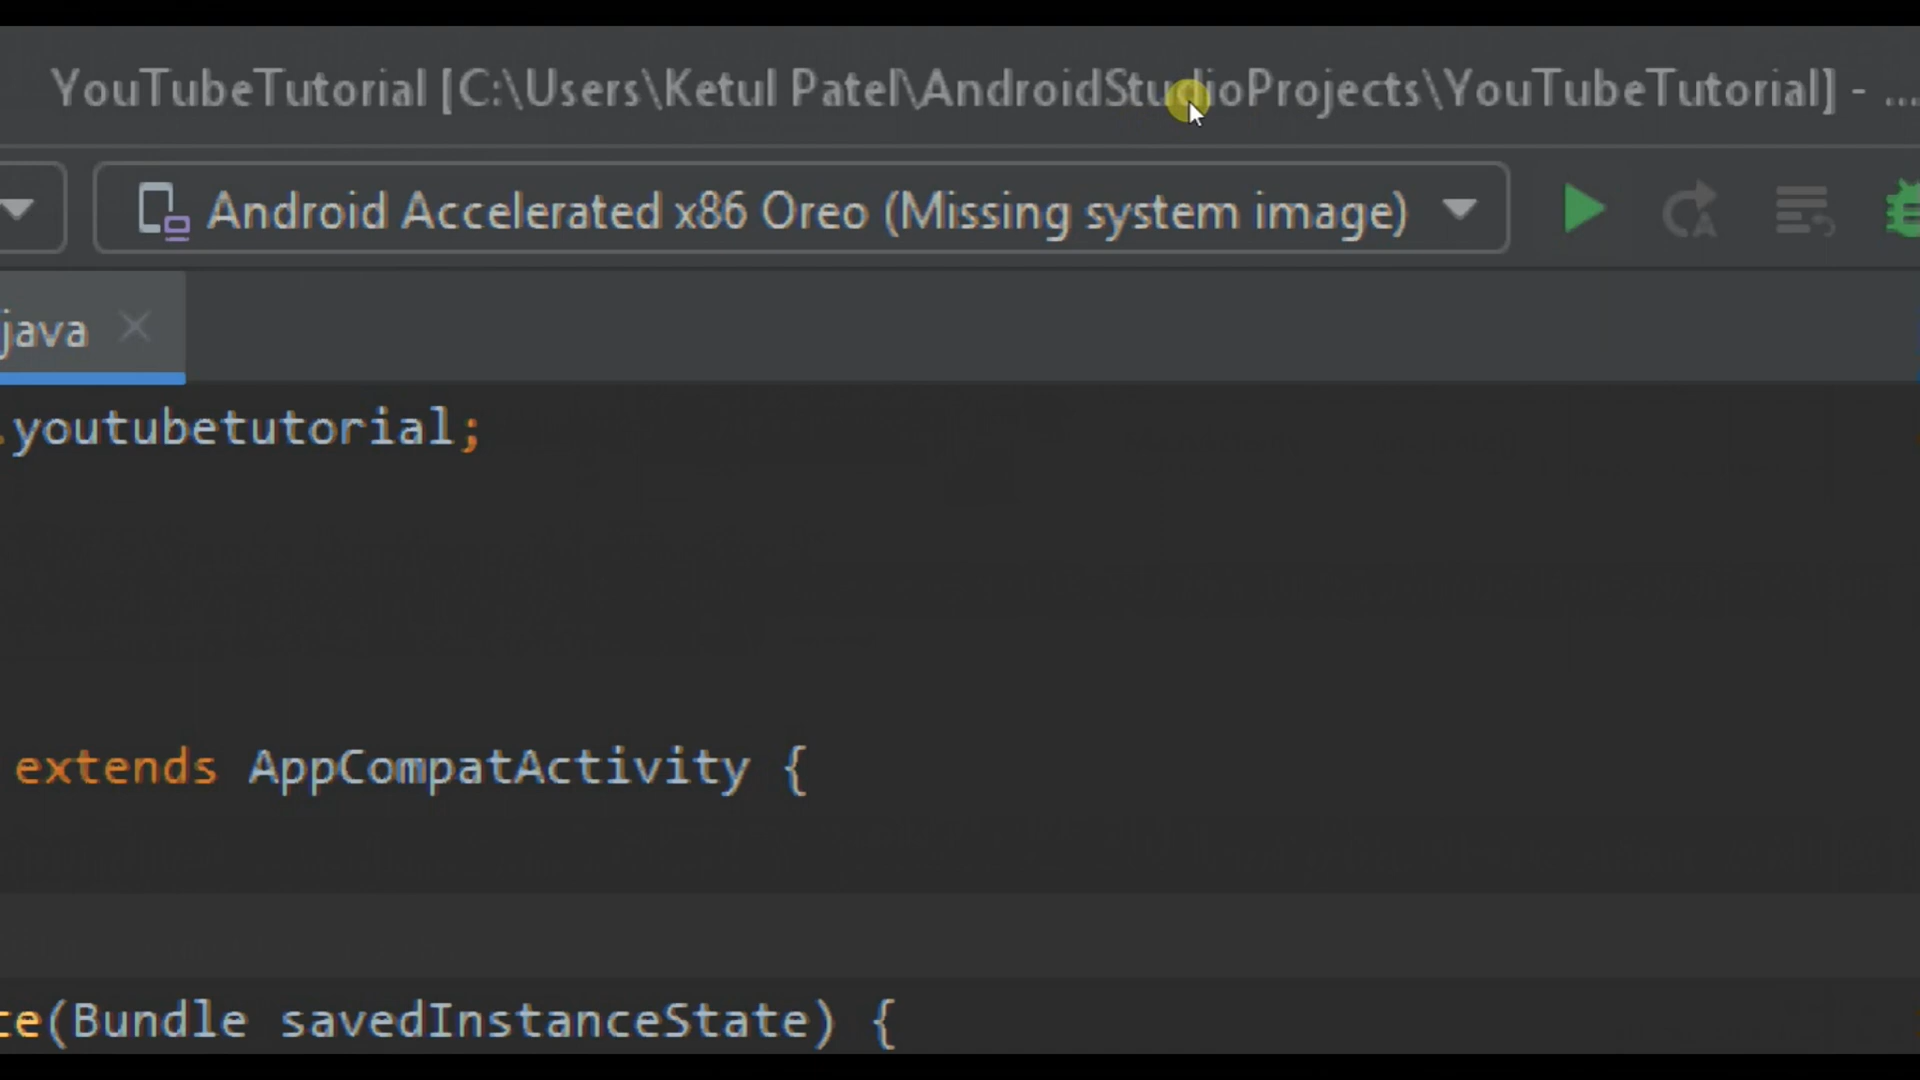 YouTubeTutorial [C:\Users\Ketul Patel\AndroidStudioProjects\YouTubeTutorial] - ...
Android Accelerated x86 Oreo (Missing system image)
java
.youtubetutorial;
extends AppCompatActivity {
te(Bundle savedInstanceState) {